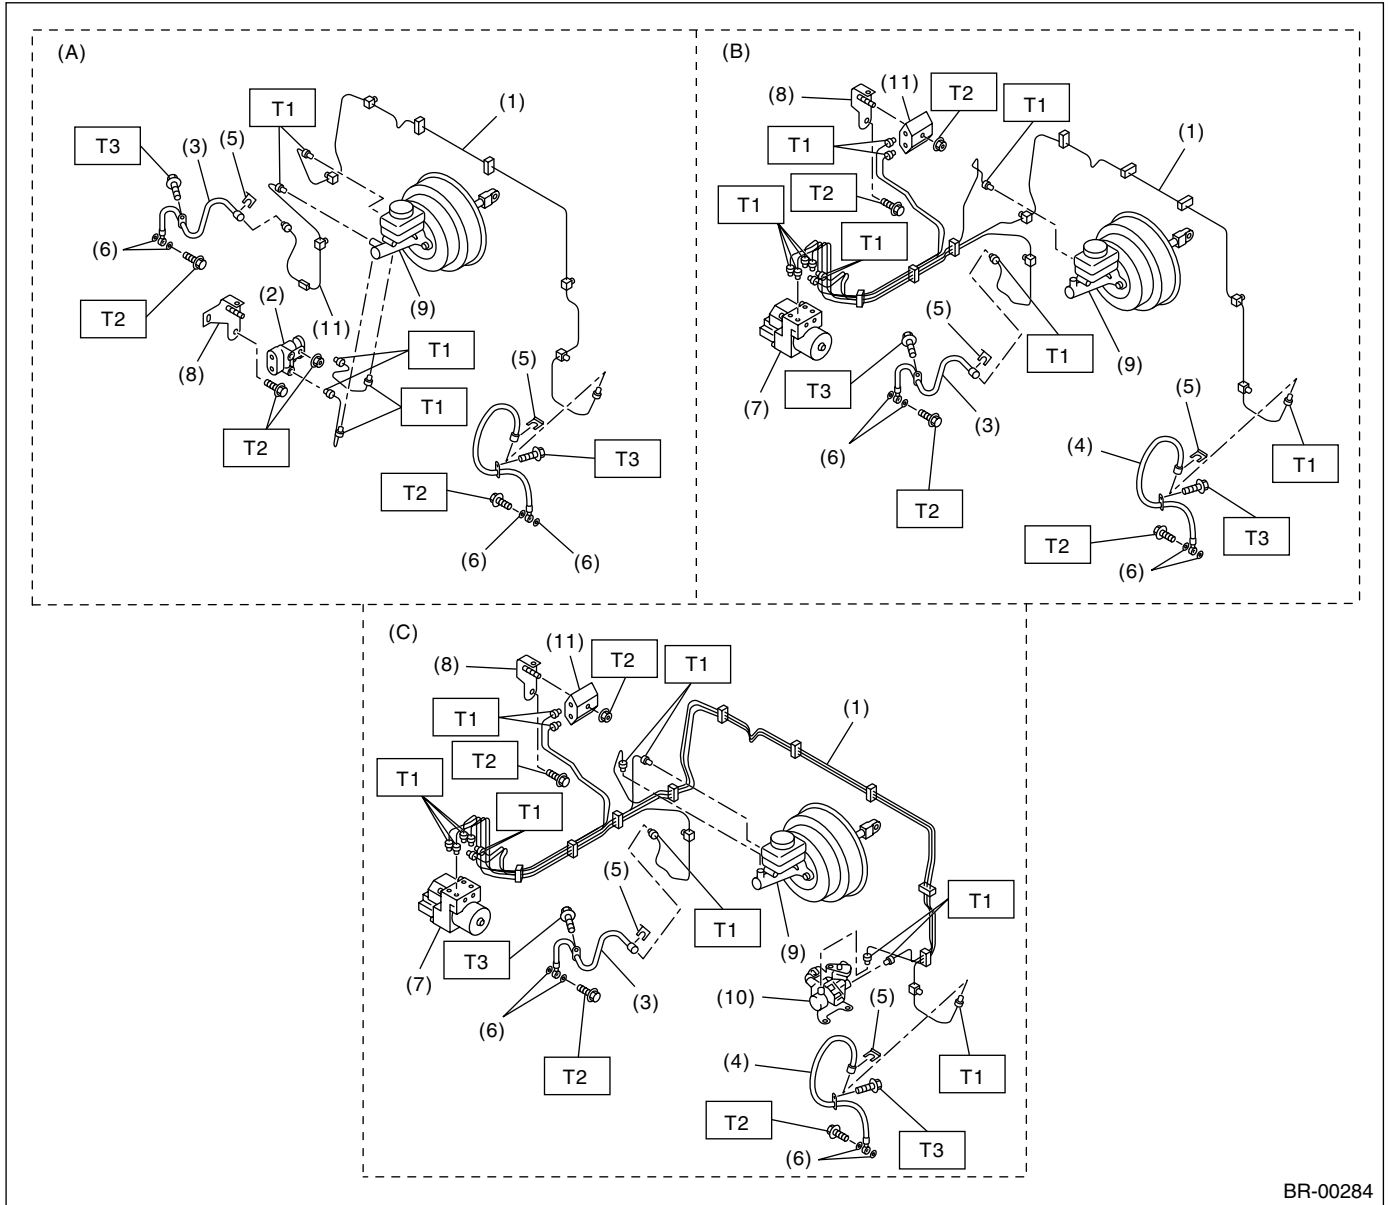 (A)
T1
(1)
T3
(3)
(5)
(6)
T2
(2)
(11)
(9)
T1
(8)
(5)
T1
T2
T3
T2
(6)
(6)
(B)
(8)
(11)
T2
T1
T1
(1)
T2
T1
T1
(5)
(9)
T1
(7)
T3
(3)
(5)
(6)
(4)
T1
T2
T2
T3
(6)
(C)
(8)
(11)
T2
T1
(1)
T1
T2
T1
T1
(5)
T1
T1
(9)
T3
(7)
(3)
(10)
(5)
(6)
T2
(4)
T1
T2
T3
(6)
BR-00284